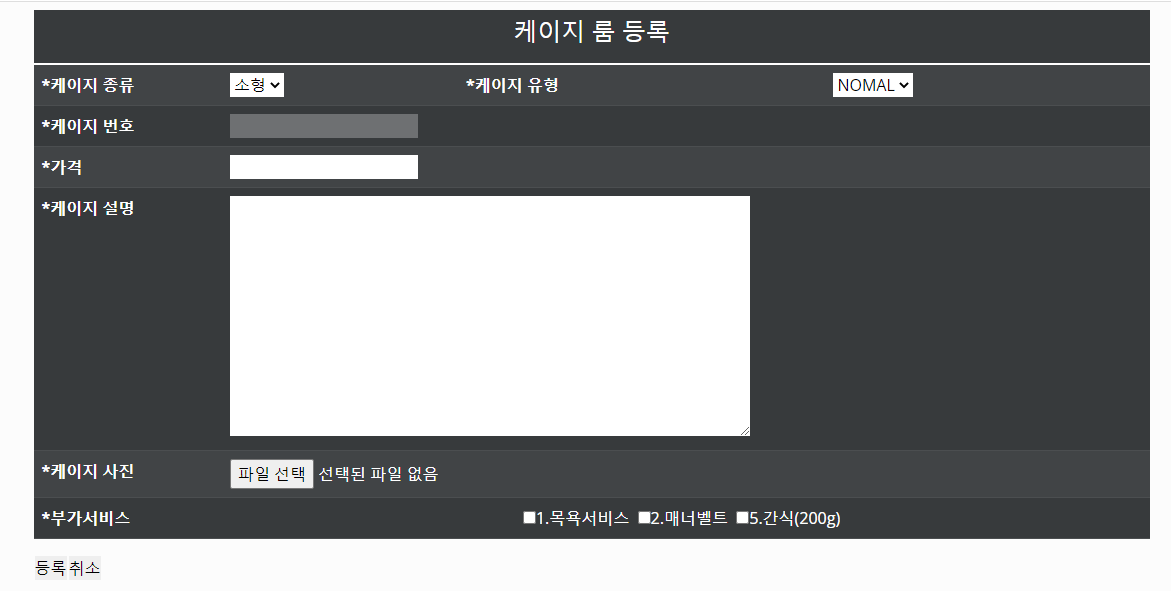 케이지 룸 등록
*케이지 종류 소형 *케이지 유형 NOMAL
*케이지 번호
*가격
*케이지 설명
*케이지 사진 파일 선택 선택된 파일 없음
*부가서비스 1.목욕서비스 2.매너벨트 5.간식(200g)
등록 취소